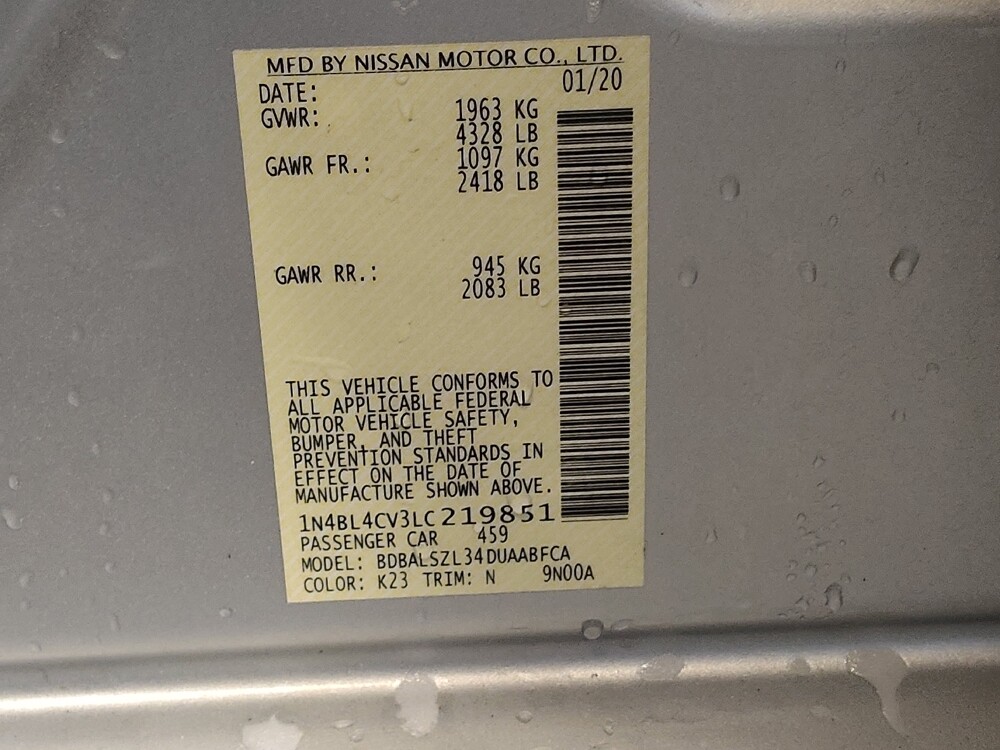 MFD BY NISSAN MOTOR CO., LTD.
DATE: 01/20
GVWR: 1963 KG
4328 LB
GAWR FR.: 1097 KG
2418 LB
GAWR RR.: 945 KG
2083 LB
THIS VEHICLE CONFORMS TO
ALL APPLICABLE FEDERAL
MOTOR VEHICLE SAFETY,
BUMPER, AND THEFT
PREVENTION STANDARDS IN
EFFECT ON THE DATE OF
MANUFACTURE SHOWN ABOVE.
1N4BL4CV3LC219851
PASSENGER CAR 459
MODEL: BDBALSZL34DUAABFCA
COLOR: K23 TRIM: N 9N00A